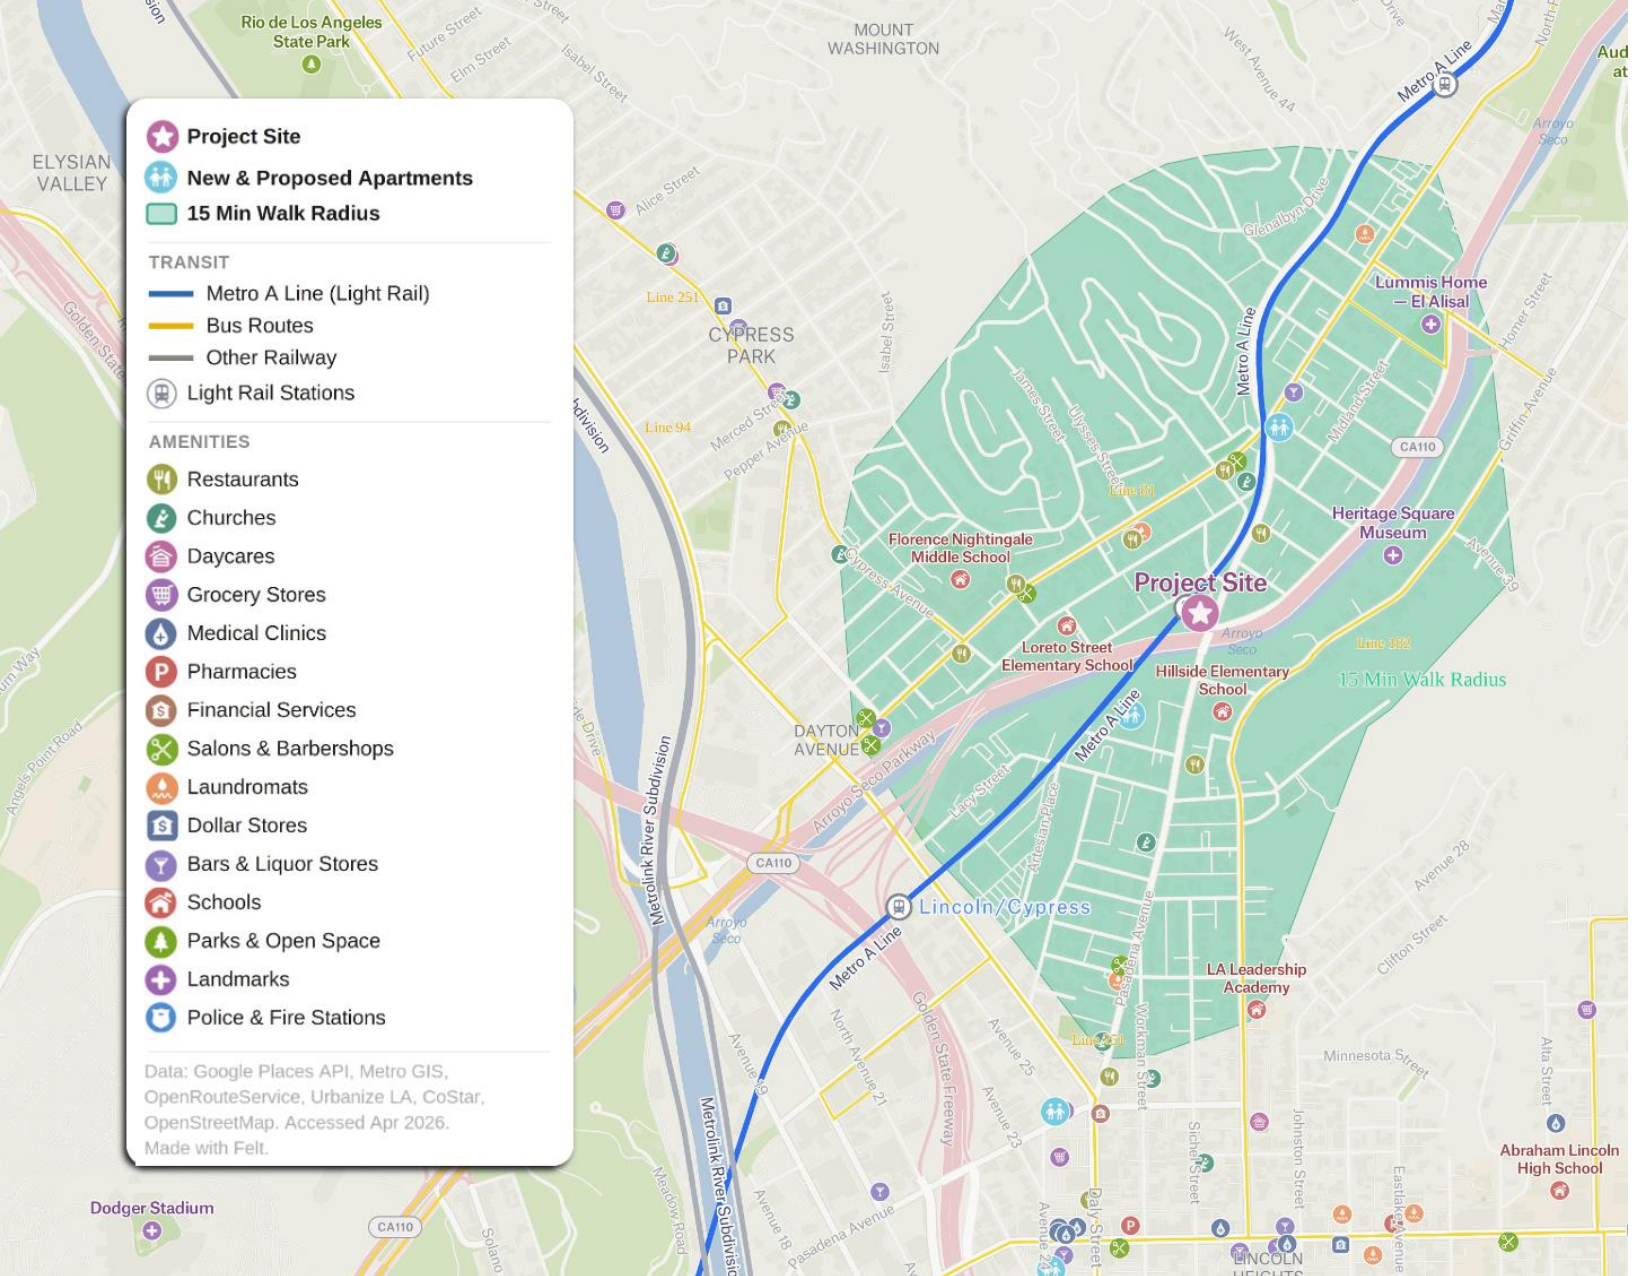 Rio de Los Angeles
State Park
Future Street
Elm Street
Isabel Street
Street
MOUNT
WASHINGTON
West Avenue 44
Drive
Metro A Line
Arroyo
Seco
ELYSIAN
VALLEY
Project Site
New & Proposed Apartments
15 Min Walk Radius
TRANSIT
Metro A Line (Light Rail)
Bus Routes
Other Railway
Light Rail Stations
AMENITIES
Restaurants
Churches
Daycares
Grocery Stores
Medical Clinics
Pharmacies
Financial Services
Salons & Barbershops
Laundromats
Dollar Stores
Bars & Liquor Stores
Schools
Parks & Open Space
Landmarks
Police & Fire Stations
Data: Google Places API, Metro GIS,
OpenRouteService, Urbanize LA, CoStar,
OpenStreetMap. Accessed Apr 2026.
Made with Felt.
Golden State
Angels Point Road
Dodger Stadium
CA110
Solano
Alice Street
Line 251
CYPRESS
PARK
Isabel Street
Line 94
Merced Street
Pepper Avenue
Glenalbyn Drive
Lummis Home
— El Alisal
Homer Street
Metro A Line
James Street
Ulysses Street
Midland Street
CA110
Griffin Avenue
Line 81
Heritage Square
Museum
Avenue 39
Florence Nightingale
Middle School
Cypress Avenue
Project Site
Arroyo
Seco
Loreto Street
Elementary School
Hillside Elementary
School
15 Min Walk Radius
Metro A Line
DAYTON
AVENUE
Arroyo Seco Parkway
Lacy Street
Artesian Place
Metrolink River Subdivision
CA110
Lincoln/Cypress
Arroyo
Seco
Metro A Line
Pasadena Avenue
Avenue 28
Clifton Street
LA Leadership
Academy
Golden State Freeway
North Avenue 21
Avenue 19
Avenue 25
Avenue 23
Workman Street
Minnesota Street
Alta Street
Metrolink River Subdivision
Meadow Road
Avenue 18
Pasadena Avenue
Daly Street
Sichel Street
Johnston Street
Eastlake Avenue
Abraham Lincoln
High School
LINCOLN
HEIGHTS